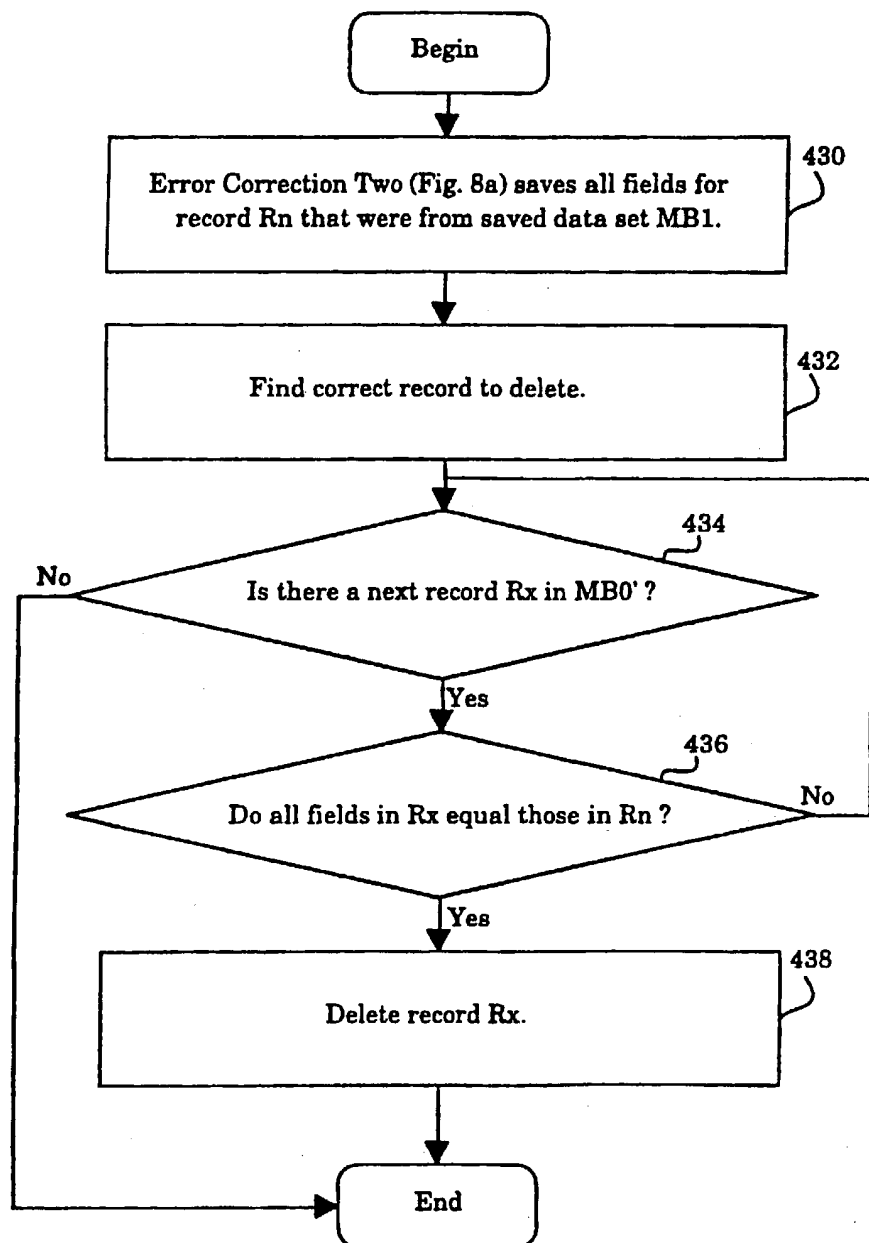 Begin
430
Error Correction Two (Fig. 8a) saves all fields for
record Rn that were from saved data set MB1.
432
Find correct record to delete.
434
No
Is there a next record Rx in MB0' ?
Yes
436
No
Do all fields in Rx equal those in Rn ?
Yes
438
Delete record Rx.
End